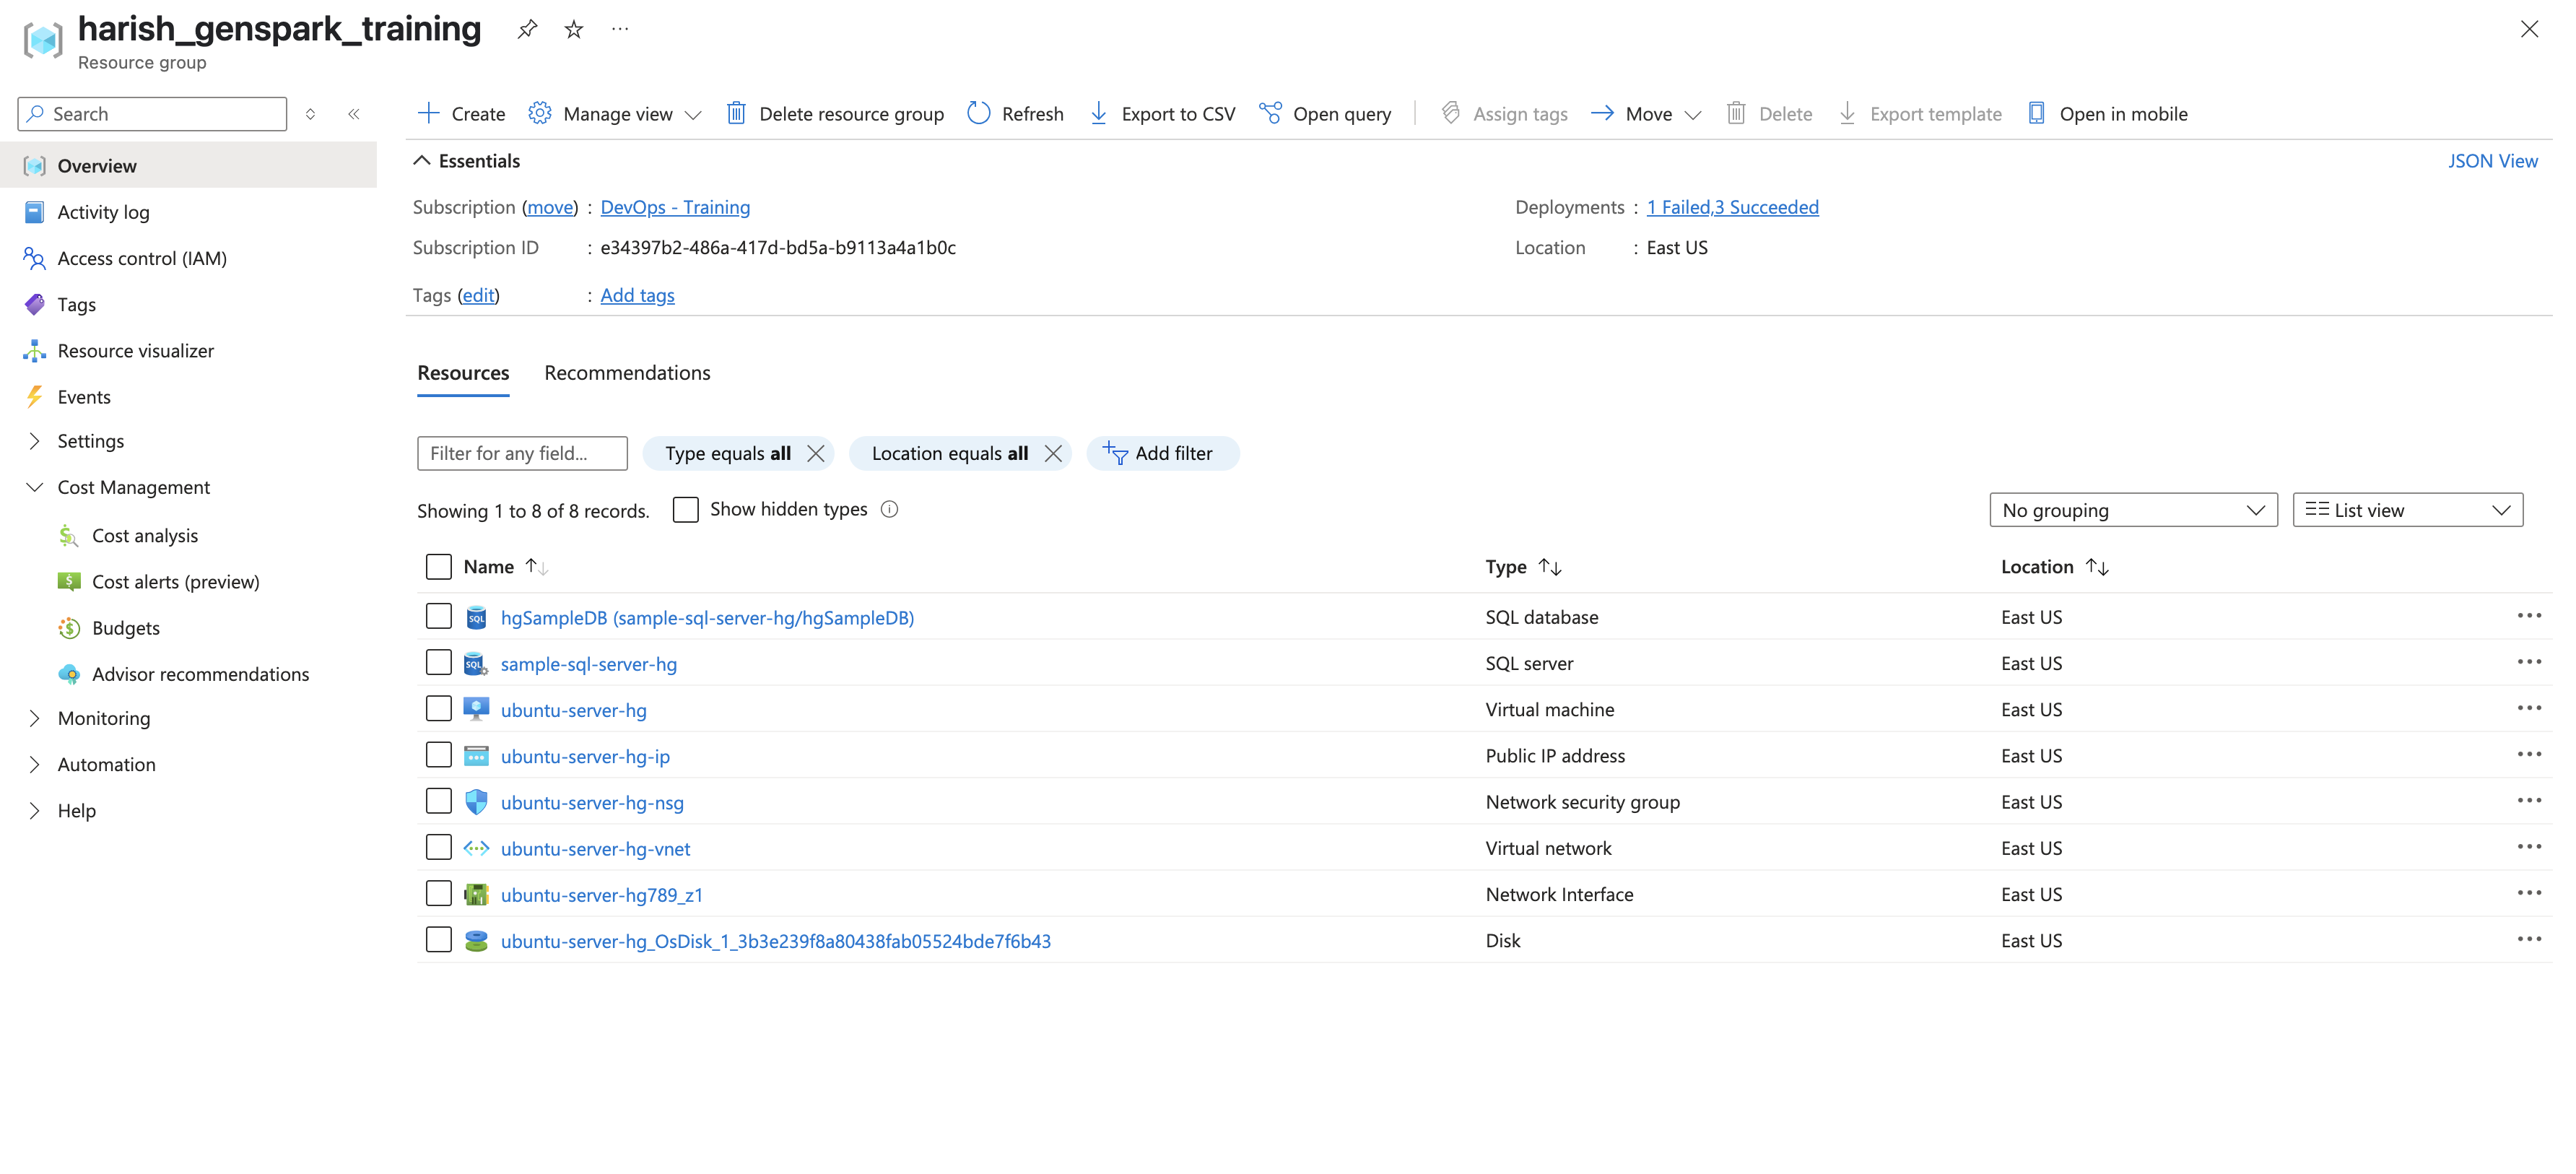 harish_genspark_training
Resource group
Search
Create Manage view Delete resource group Refresh Export to CSV Open query Assign tags Move Delete Export template Open in mobile
Overview
Activity log
Access control (IAM)
Tags
Resource visualizer
Events
Settings
Cost Management
Cost analysis
Cost alerts (preview)
Budgets
Advisor recommendations
Monitoring
Automation
Help
Essentials JSON View
Subscription (move) : DevOps - Training Deployments : 1 Failed,3 Succeeded
Subscription ID : e34397b2-486a-417d-bd5a-b9113a4a1b0c Location : East US
Tags (edit) : Add tags
Resources Recommendations
Filter for any field... Type equals all Location equals all Add filter
Showing 1 to 8 of 8 records. Show hidden types No grouping List view
Name Type Location
hgSampleDB (sample-sql-server-hg/hgSampleDB) SQL database East US
sample-sql-server-hg SQL server East US
ubuntu-server-hg Virtual machine East US
ubuntu-server-hg-ip Public IP address East US
ubuntu-server-hg-nsg Network security group East US
ubuntu-server-hg-vnet Virtual network East US
ubuntu-server-hg789_z1 Network Interface East US
ubuntu-server-hg_OsDisk_1_3b3e239f8a80438fab05524bde7f6b43 Disk East US